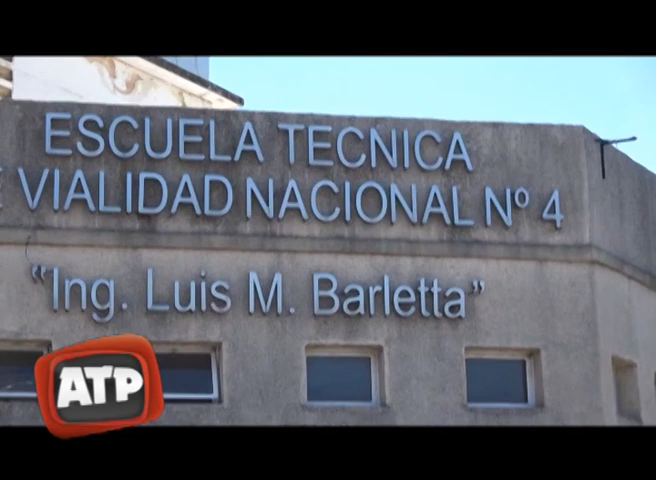 ESCUELA TECNICA
E VIALIDAD NACIONAL Nº 4
"Ing. Luis M. Barletta"
ATP